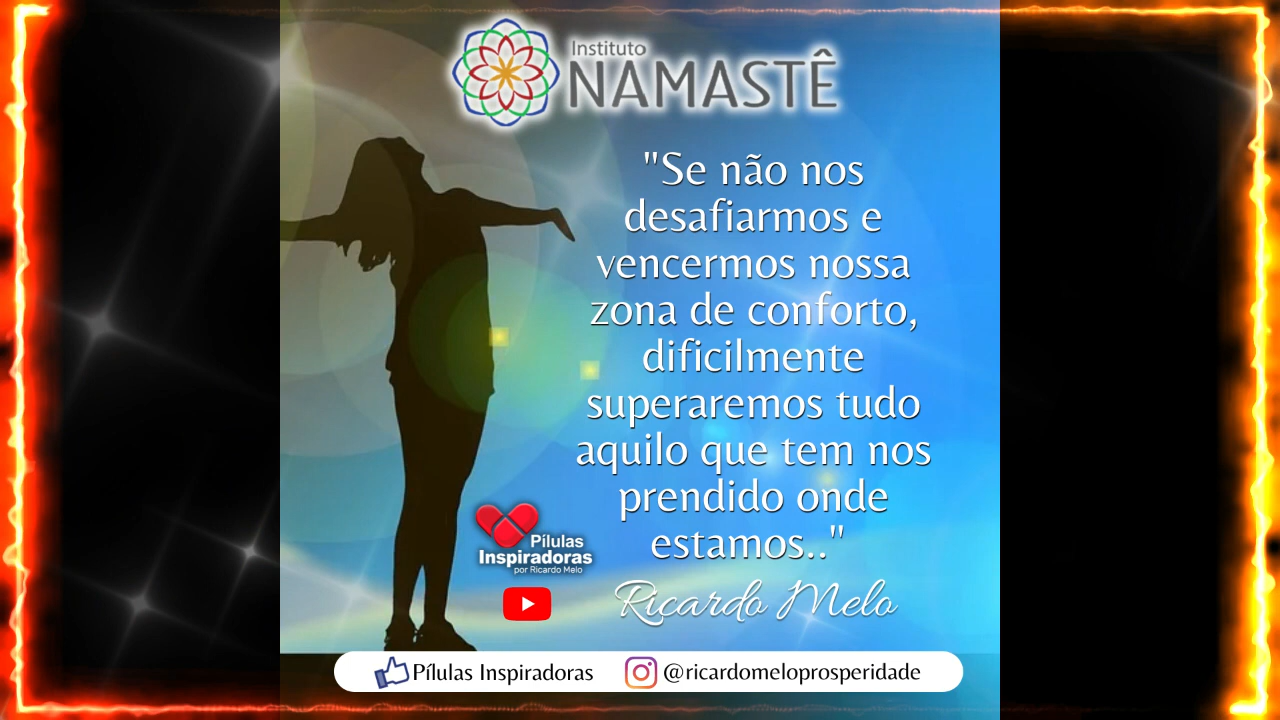 Instituto
NAMASTÊ
"Se não nos
desafiarmos e
vencermos nossa
zona de conforto,
dificilmente
superaremos tudo
aquilo que tem nos
prendido onde
estamos.."
Ricardo Melo
Pílulas
Inspiradoras
por Ricardo Melo
Pílulas Inspiradoras @ricardomeloprosperidade